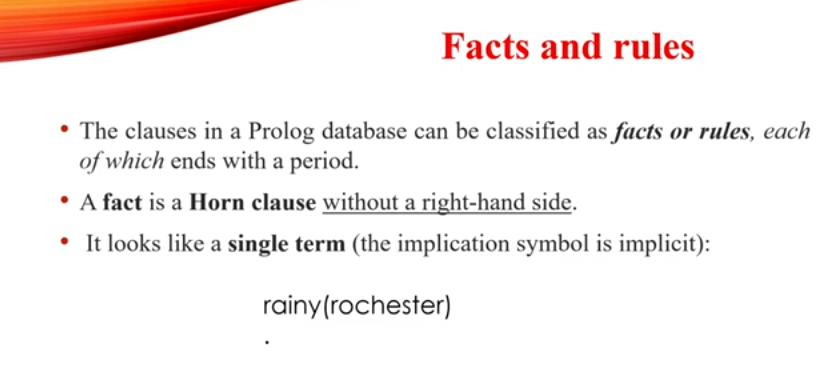 Facts and rules
• The clauses in a Prolog database can be classified as facts or rules, each
of which ends with a period.
• A fact is a Horn clause without a right-hand side.
• It looks like a single term (the implication symbol is implicit):
rainy(rochester)
.